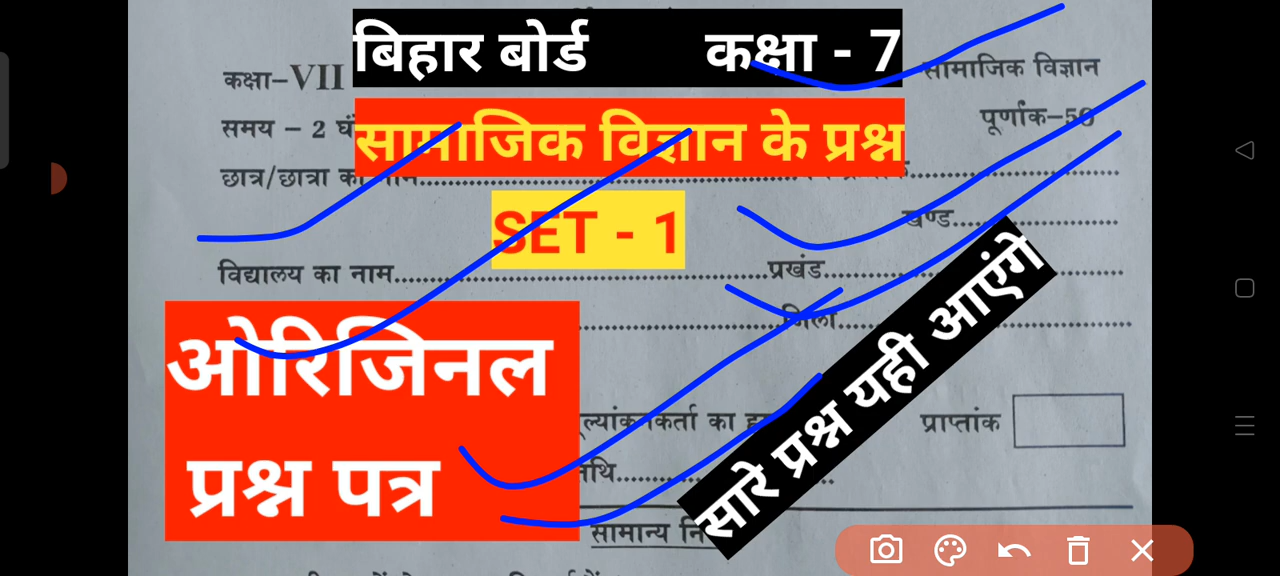 बिहार बोर्ड कक्षा - 7
कक्षा-VII सामाजिक विज्ञान
समय - 2 पूर्णांक-50
सामाजिक विज्ञान के प्रश्न
छात्र/छात्रा का नाम
SET - 1
खण्ड
विद्यालय का नाम प्रखंड
जिला
ओरिजिनल
प्रश्न पत्र
प्राप्तांक
सारे प्रश्न यही आएंगे
सामान्य